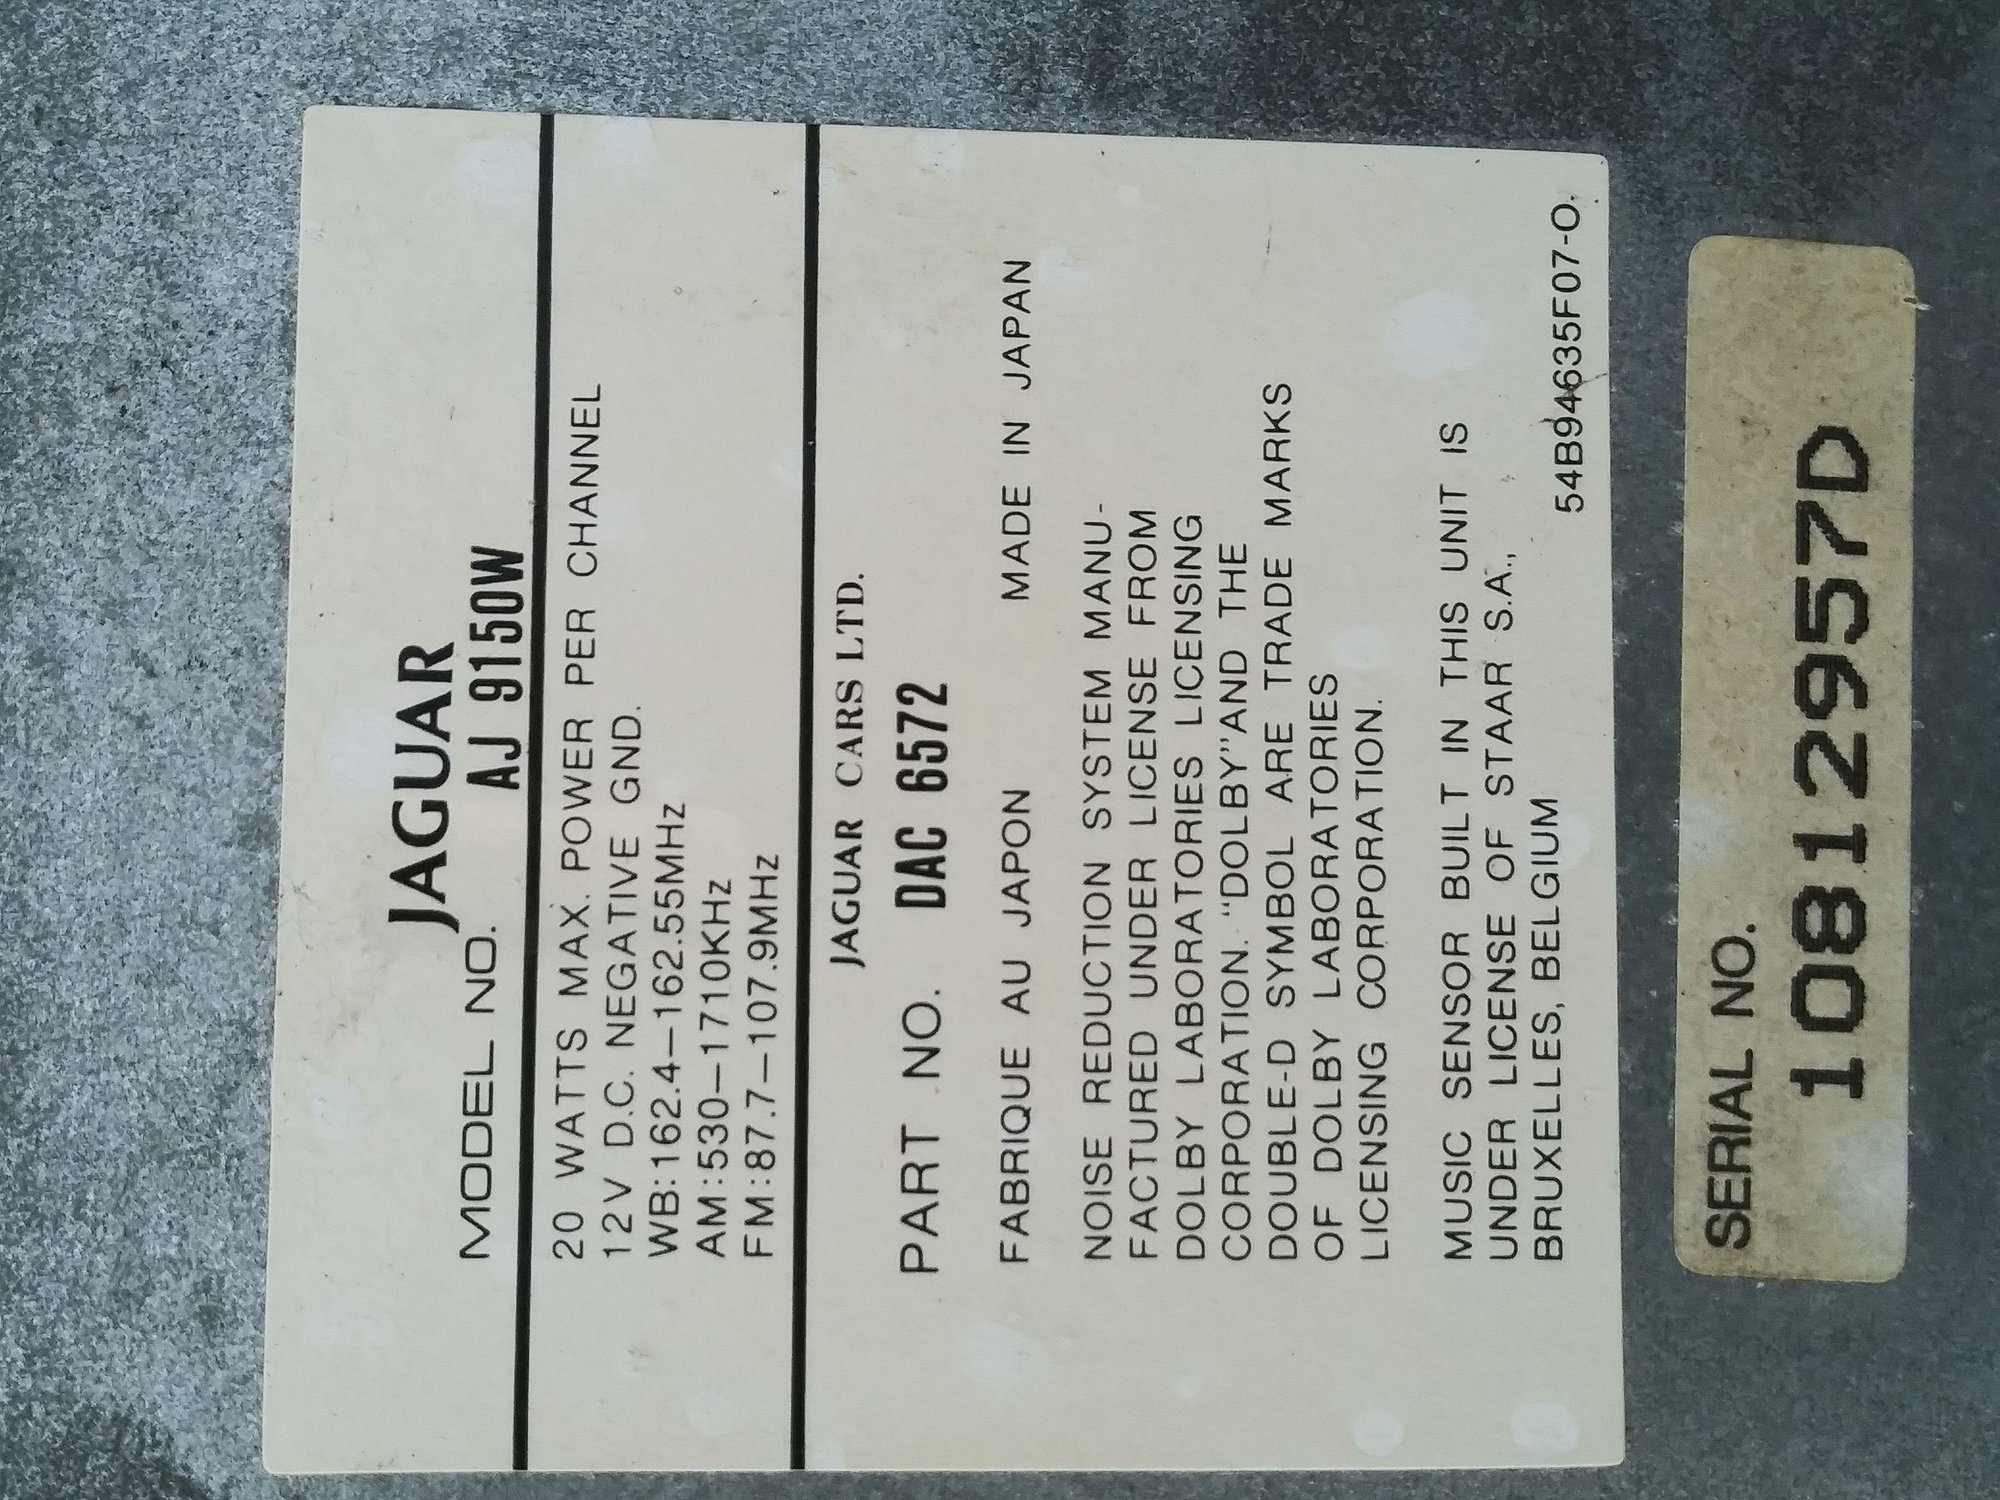 JAGUAR
MODEL NO. AJ 9150W
20 WATTS MAX. POWER PER CHANNEL
12V D.C. NEGATIVE GND.
WB:162.4—162.55MHz
AM:530—1710KHz
FM:87.7—107.9MHz
JAGUAR CARS LTD.
PART NO. DAC 6572
FABRIQUE AU JAPON MADE IN JAPAN
NOISE REDUCTION SYSTEM MANU-
FACTURED UNDER LICENSE FROM
DOLBY LABORATORIES LICENSING
CORPORATION. "DOLBY"AND THE
DOUBLE-D SYMBOL ARE TRADE MARKS
OF DOLBY LABORATORIES
LICENSING CORPORATION.
MUSIC SENSOR BUILT IN THIS UNIT IS
UNDER LICENSE OF STAAR S.A.,
BRUXELLES, BELGIUM
54B94635F07-O.
SERIAL NO.
10812957D